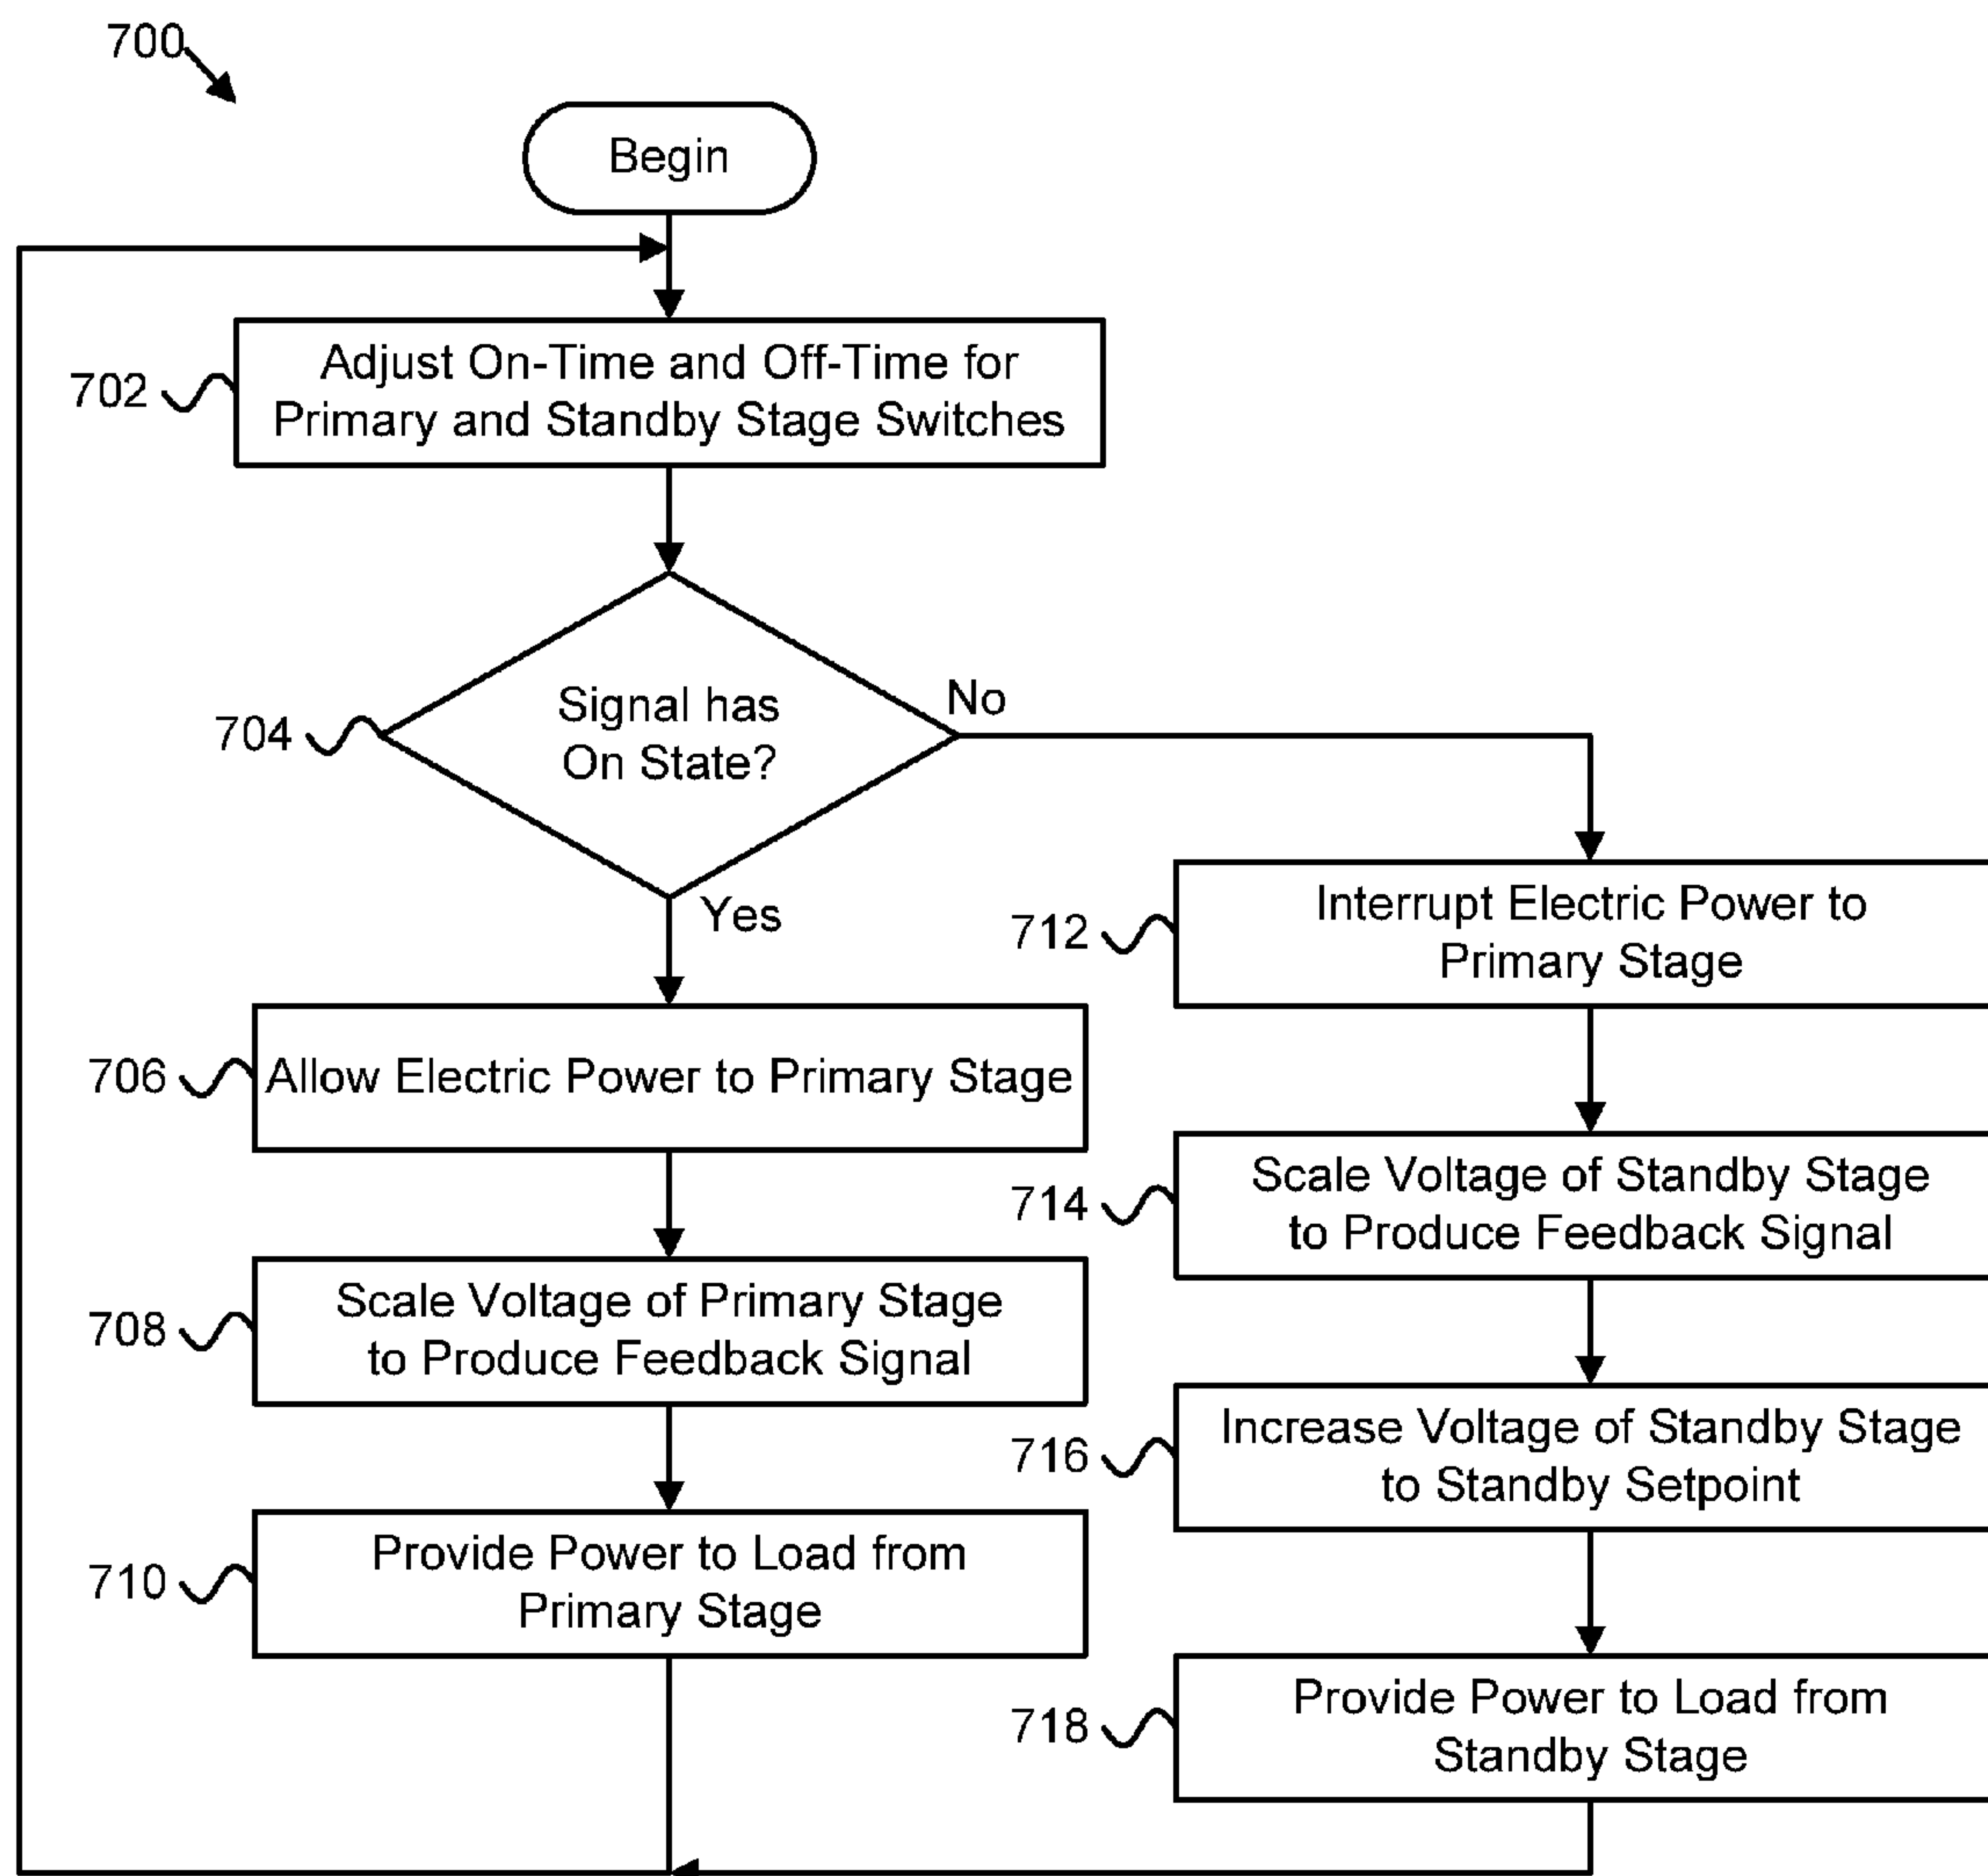 700
Begin
702
Adjust On-Time and Off-Time for
Primary and Standby Stage Switches
704
Signal has
On State?
No
Yes
706
Allow Electric Power to Primary Stage
708
Scale Voltage of Primary Stage
to Produce Feedback Signal
710
Provide Power to Load from
Primary Stage
712
Interrupt Electric Power to
Primary Stage
714
Scale Voltage of Standby Stage
to Produce Feedback Signal
716
Increase Voltage of Standby Stage
to Standby Setpoint
718
Provide Power to Load from
Standby Stage